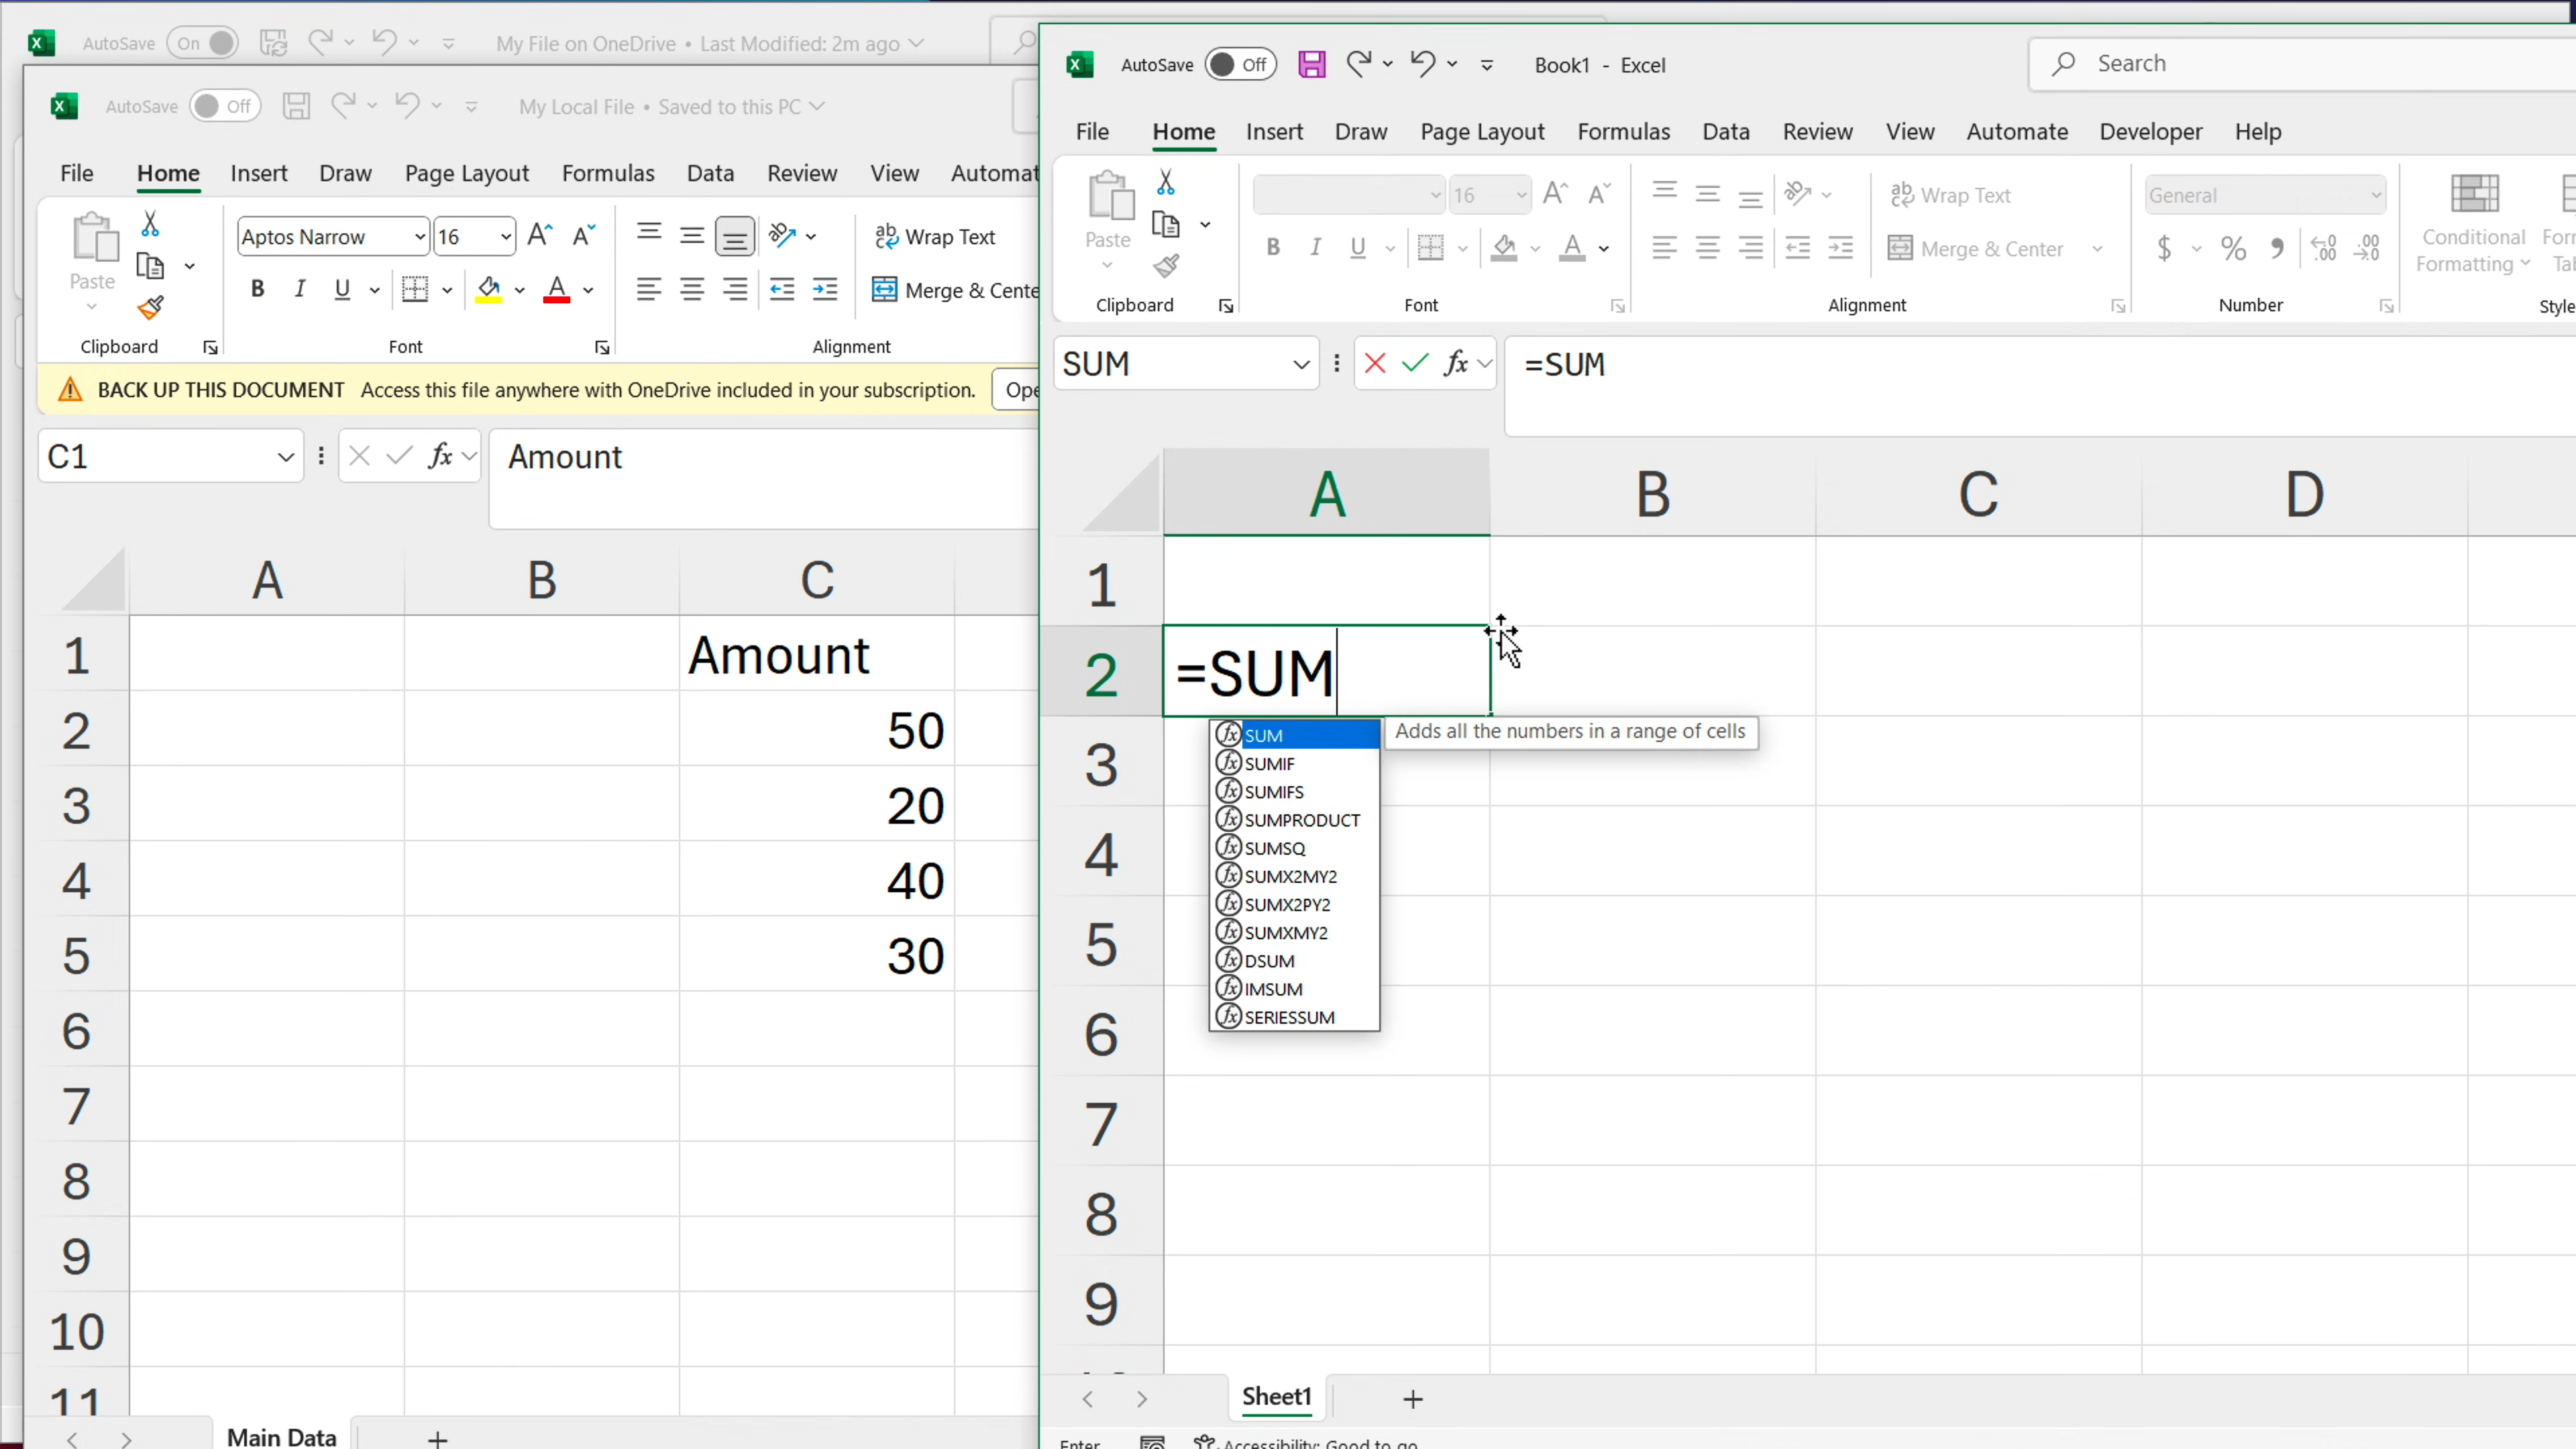 AutoSave On My File on OneDrive • Last Modified: 2m ago
AutoSave Off My Local File • Saved to this PC
File Home Insert Draw Page Layout Formulas Data Review View
Aptos Narrow 16 Wrap Text
Paste B I U A Merge &
Clipboard Font Alignment
BACK UP THIS DOCUMENT Access this file anywhere with OneDrive included in your subscription.
C1 fx Amount
A B C
1 Amount
2 50
3 20
4 40
5 30
6
7
8
9
10
11
Main Data +
AutoSave Off Book1 - Excel Search
File Home Insert Draw Page Layout Formulas Data Review View Automate Developer Help
Paste 16 A A ab Wrap Text General Conditional Formatting
B I U A Merge & Center $ % 9 .00
Clipboard Font Alignment Number
SUM fx =SUM
A B C D
1
2 =SUM
SUM Adds all the numbers in a range of cells
SUMIF
SUMIFS
SUMPRODUCT
SUMSQ
SUMX2MY2
SUMX2PY2
SUMXMY2
DSUM
IMSUM
SERIESSUM
3
4
5
6
7
8
9
Sheet1 +
Enter Accessibility: Good to go